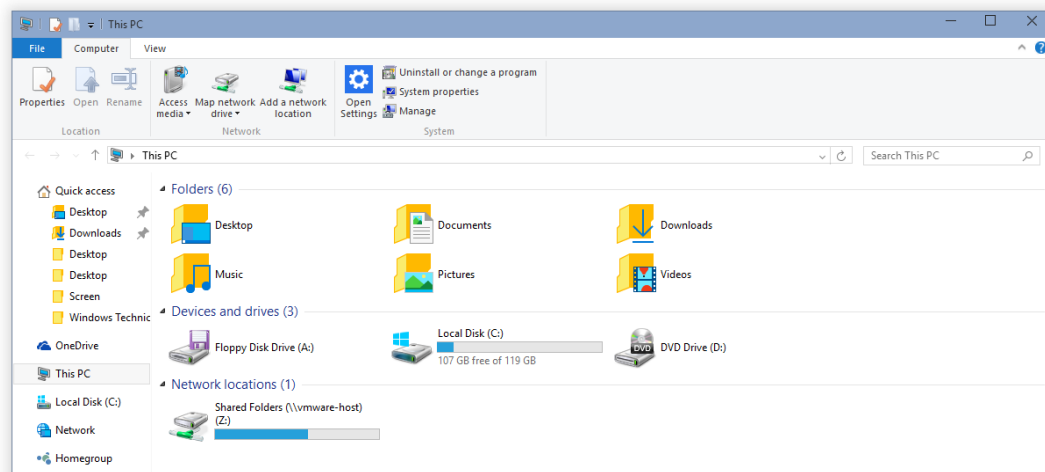 This PC
File Computer View
Properties Open Rename Access media Map network drive Add a network location Open Settings Uninstall or change a program
System properties
Manage
Location Network System
This PC Search This PC
Quick access
Desktop
Downloads
Desktop
Desktop
Screen
Windows Technic
OneDrive
This PC
Local Disk (C:)
Network
Homegroup
Folders (6)
Desktop Documents Downloads
Music Pictures Videos
Devices and drives (3)
Floppy Disk Drive (A:) Local Disk (C:) DVD Drive (D:)
107 GB free of 119 GB
DVD
Network locations (1)
Shared Folders (\\vmware-host)
(Z:)